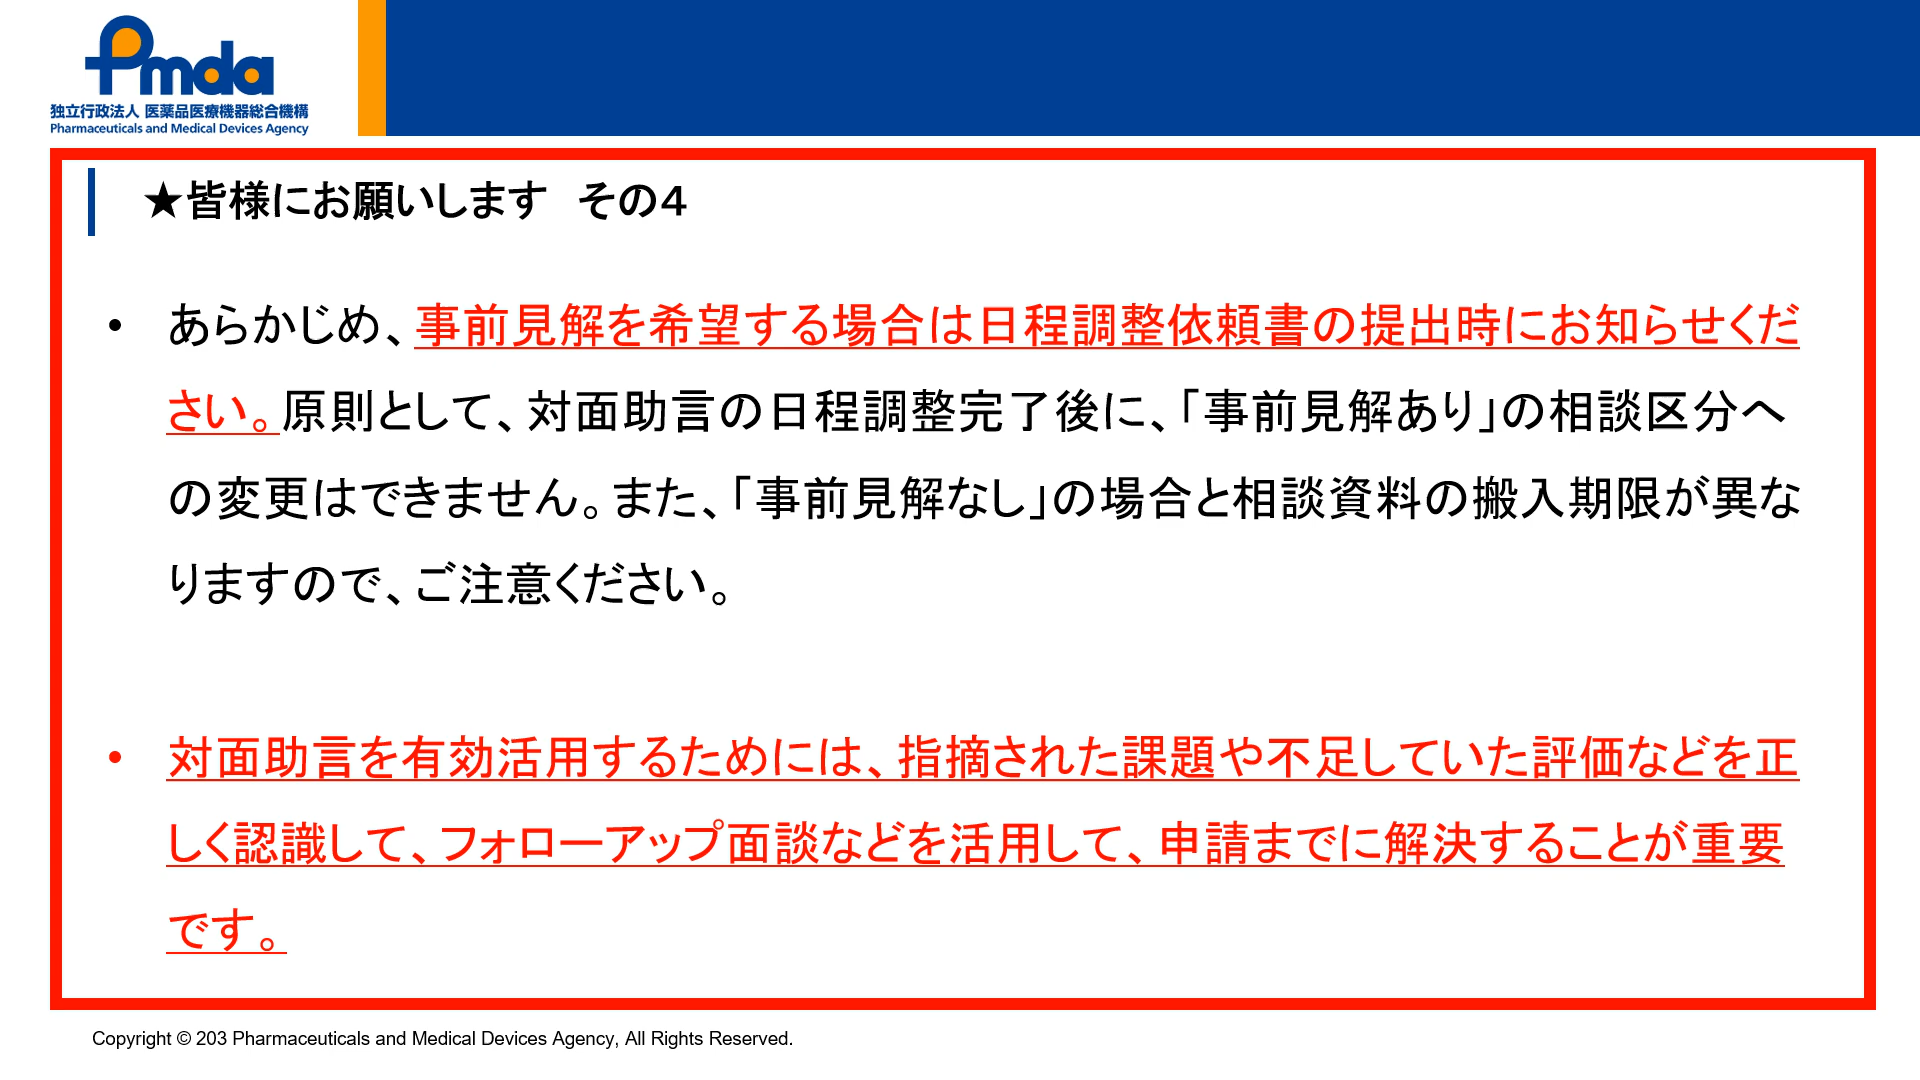 Pmda
独立行政法人 医薬品医療機器総合機構
Pharmaceuticals and Medical Devices Agency
★皆様にお願いします　その４
• あらかじめ、事前見解を希望する場合は日程調整依頼書の提出時にお知らせくだ
さい。原則として、対面助言の日程調整完了後に、「事前見解あり」の相談区分へ
の変更はできません。また、「事前見解なし」の場合と相談資料の搬入期限が異な
りますので、ご注意ください。
• 対面助言を有効活用するためには、指摘された課題や不足していた評価などを正
しく認識して、フォローアップ面談などを活用して、申請までに解決することが重要
です。
Copyright © 203 Pharmaceuticals and Medical Devices Agency, All Rights Reserved.